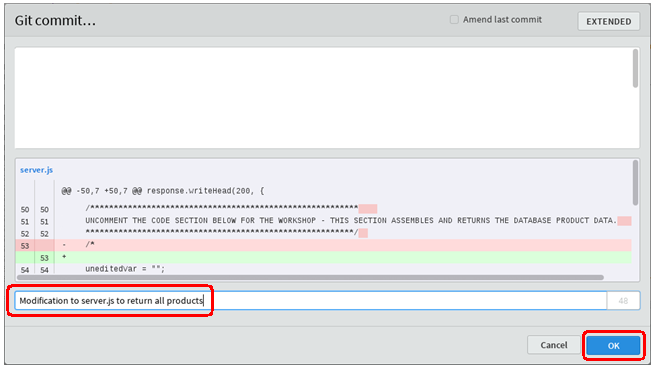 Git commit...
Amend last commit
EXTENDED
server.js
@@ -50,7 +50,7 @@ response.writeHead(200, {
50 50 /*********************************************************
51 51 UNCOMMENT THE CODE SECTION BELOW FOR THE WORKSHOP - THIS SECTION ASSEMBLES AND RETURNS THE DATABASE PRODUCT DATA.
52 52 *********************************************************/
53 - /*
53 +
54 54 uneditedvar = "";
Modification to server.js to return all products
48
Cancel
OK